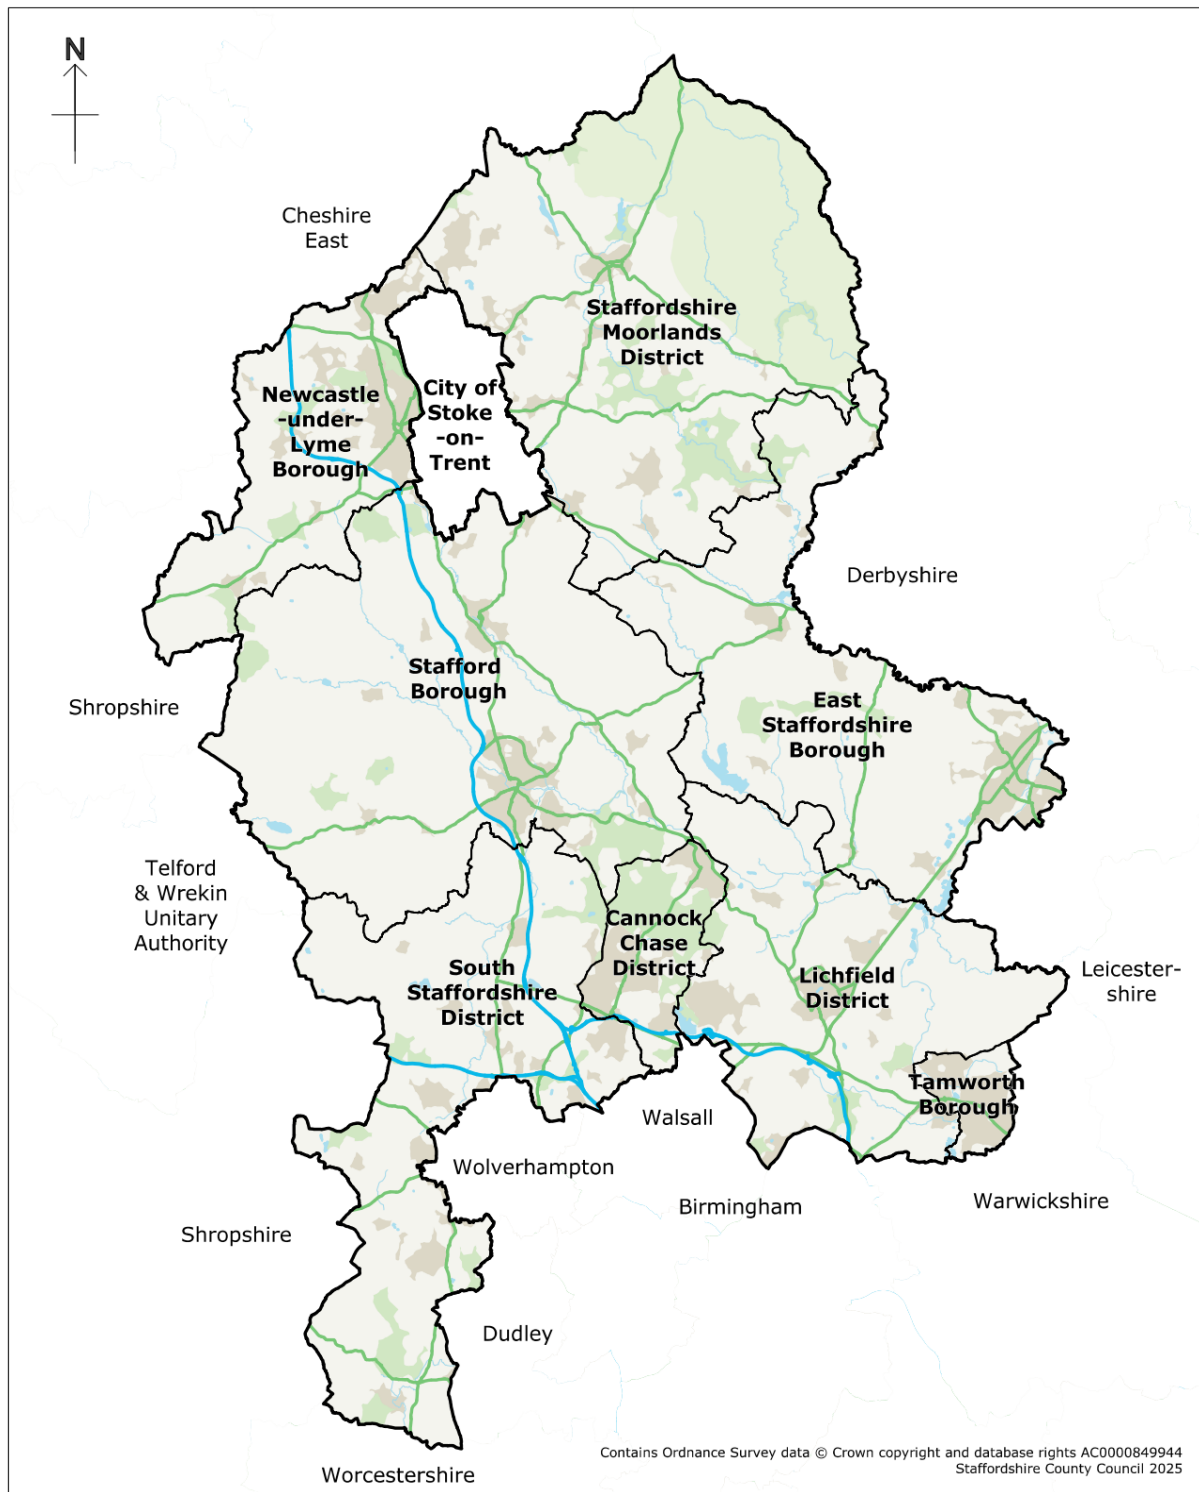 N
Cheshire
East
Staffordshire
Moorlands
District
City of
Stoke
-on-
Trent
Newcastle
-under-
Lyme
Borough
Derbyshire
Stafford
Borough
Shropshire
East
Staffordshire
Borough
Telford
& Wrekin
Unitary
Authority
Cannock
Chase
District
South
Staffordshire
District
Lichfield
District
Leicester-
shire
Tamworth
Borough
Walsall
Wolverhampton
Birmingham
Warwickshire
Shropshire
Dudley
Worcestershire
Contains Ordnance Survey data © Crown copyright and database rights AC0000849944
Staffordshire County Council 2025